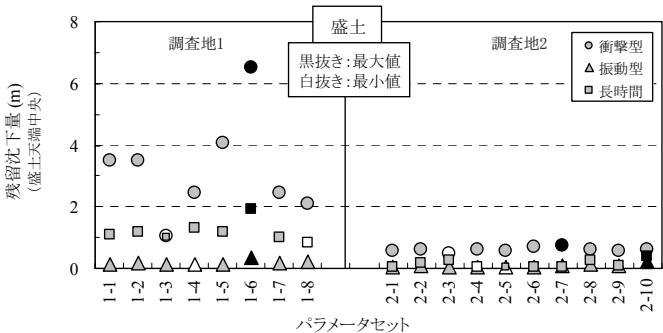 盛土
調査地1
調査地2
黒抜き:最大値
白抜き:最小値
衝撃型
振動型
長時間
残留沈下量(m)
(盛土天端中央)
8
6
4
2
0
1-1
1-2
1-3
1-4
1-5
1-6
1-7
1-8
2-1
2-2
2-3
2-4
2-5
2-6
2-7
2-8
2-9
2-10
パラメータセット